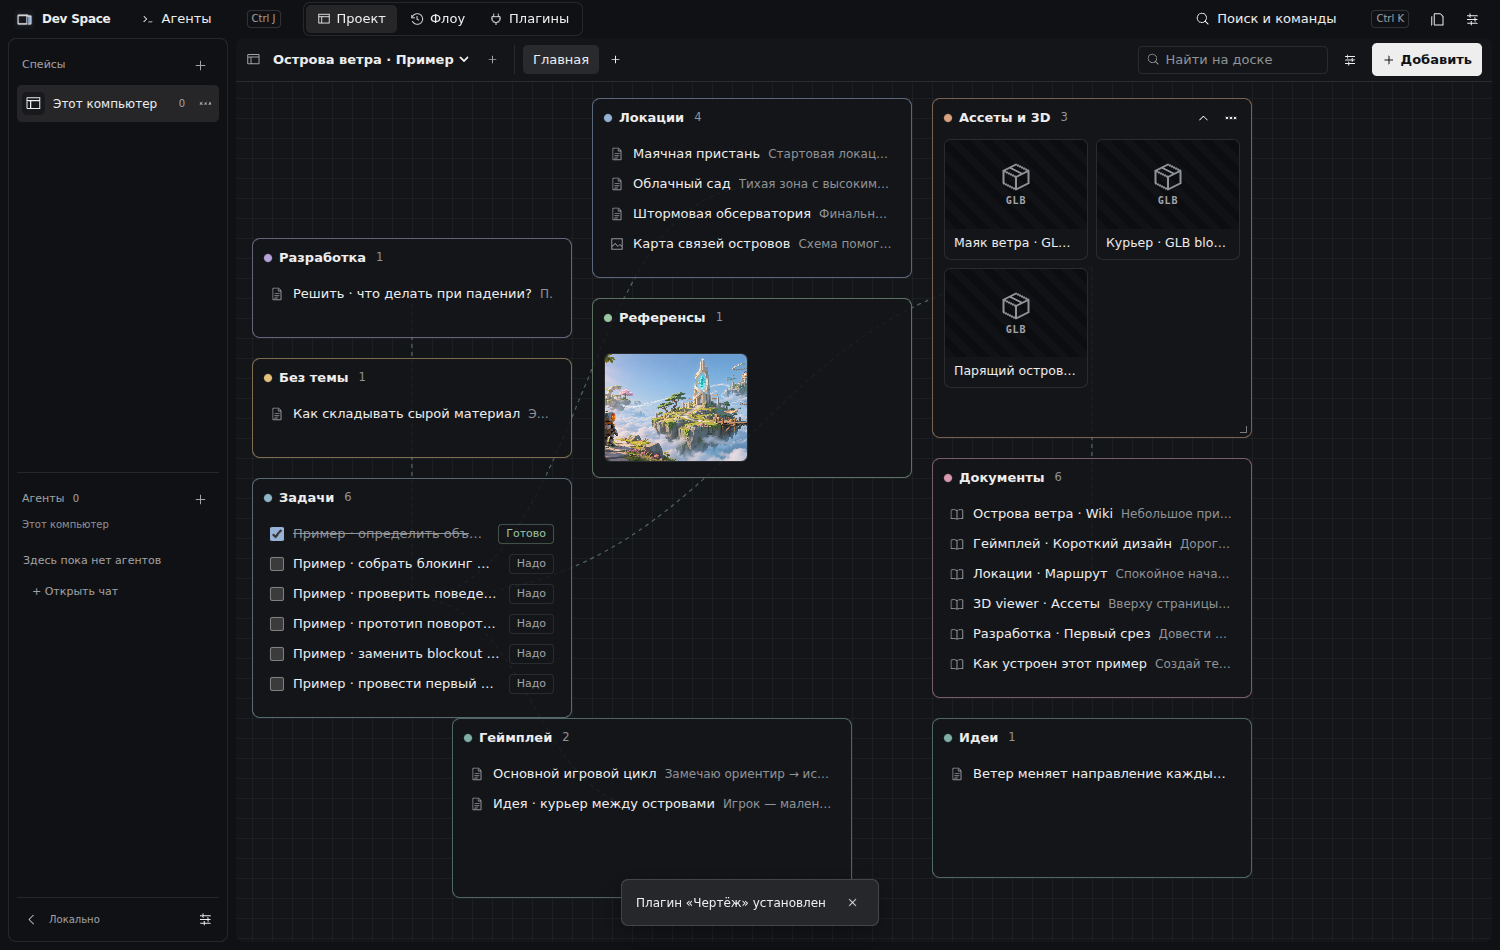 Dev Space
Агенты
Ctrl J
Проект
Флоу
Плагины
Поиск и команды
Ctrl K
Спейсы
Этот компьютер 0
Агенты 0
Этот компьютер
Здесь пока нет агентов
+ Открыть чат
Локально
Острова ветра · Пример
Главная
Найти на доске
Добавить
Разработка 1
Решить · что делать при падении? П.
Без темы 1
Как складывать сырой материал Э...
Задачи 6
Пример · определить объ... Готово
Пример · собрать блокинг ... Надо
Пример · проверить поведе... Надо
Пример · прототип поворот... Надо
Пример · заменить blockout ... Надо
Пример · провести первый ... Надо
Локации 4
Маячная пристань Стартовая локац...
Облачный сад Тихая зона с высоким...
Штормовая обсерватория Финальн...
Карта связей островов Схема помог...
Референсы 1
Ассеты и 3D 3
GLB
Маяк ветра · GL...
GLB
Курьер · GLB blo...
GLB
Парящий остров...
Документы 6
Острова ветра · Wiki Небольшое при...
Геймплей · Короткий дизайн Дорог...
Локации · Маршрут Спокойное нача...
3D viewer · Ассеты Вверху страницы...
Разработка · Первый срез Довести ...
Как устроен этот пример Создай те...
Геймплей 2
Основной игровой цикл Замечаю ориентир → ис...
Идея · курьер между островами Игрок — мален...
Идеи 1
Ветер меняет направление кажды...
Плагин «Чертёж» установлен